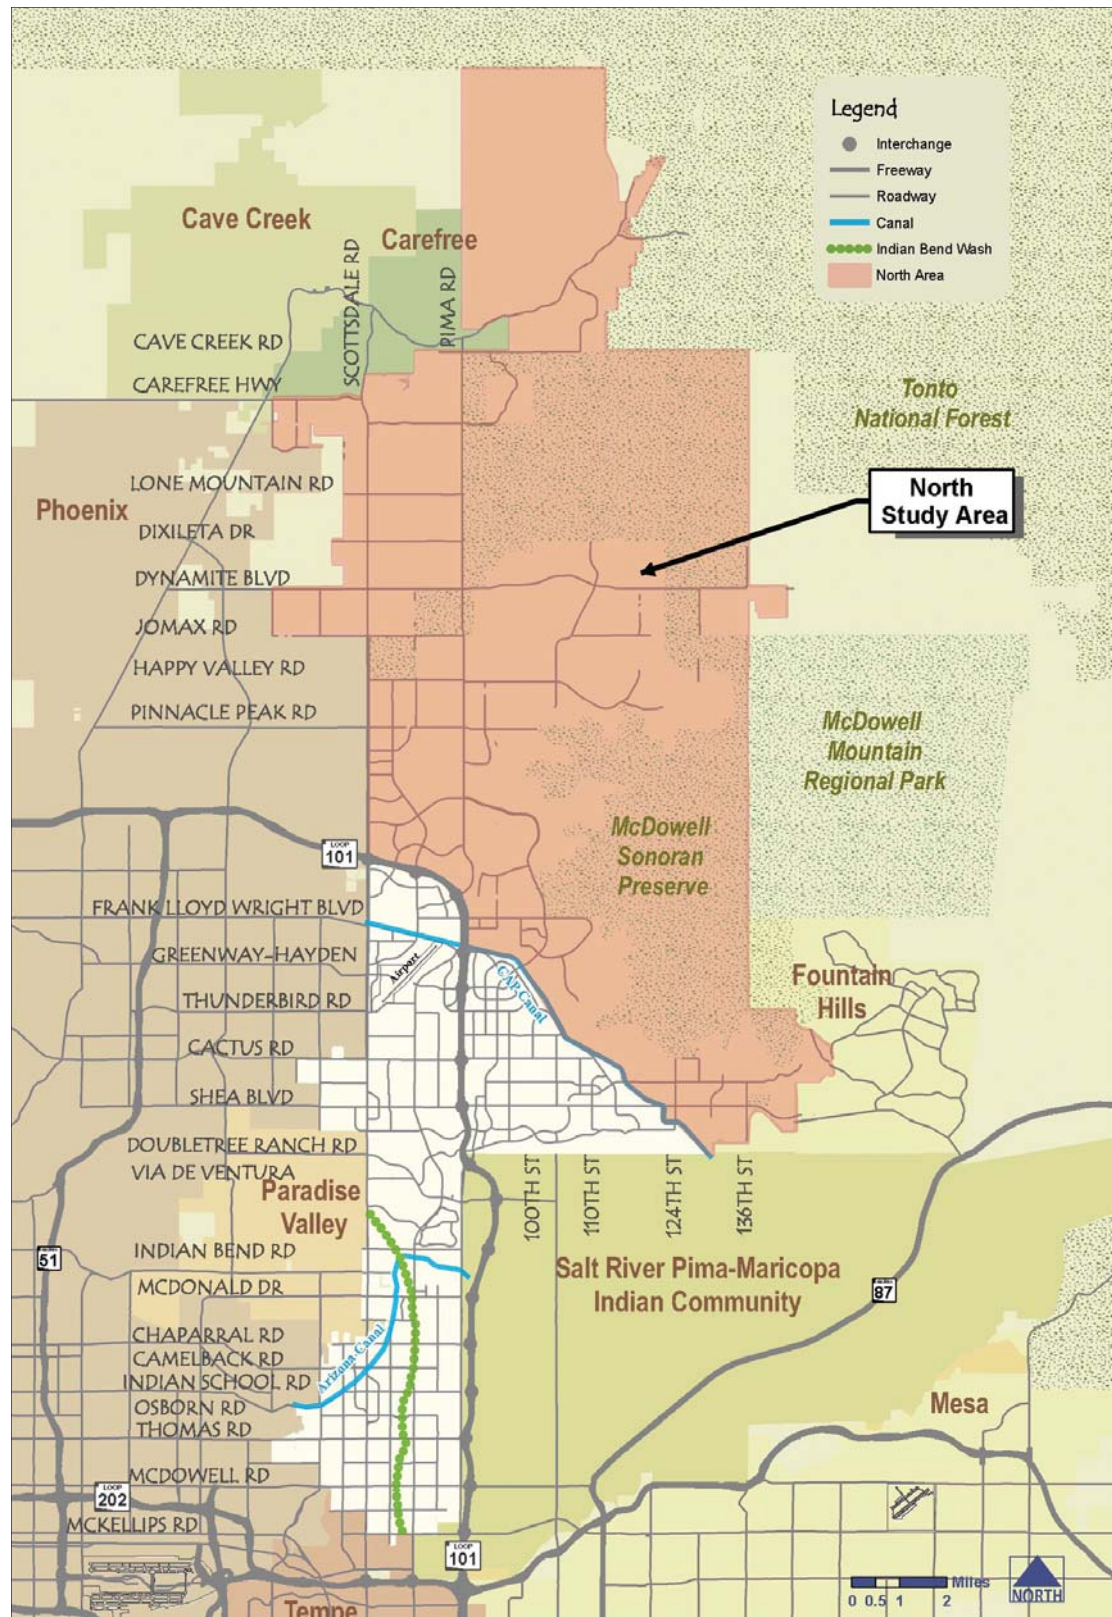 Legend
Interchange
Freeway
Roadway
Canal
Indian Bend Wash
North Area
Cave Creek
Carefree
SCOTTSDALE RD
PIMA RD
CAVE CREEK RD
CAREFREE HWY
Tonto
National Forest
LONE MOUNTAIN RD
Phoenix
North
Study Area
DIXILETA DR
DYNAMITE BLVD
JOMAX RD
HAPPY VALLEY RD
PINNACLE PEAK RD
McDowell
Mountain
Regional Park
McDowell
Sonoran
Preserve
LOOP
101
FRANK LLOYD WRIGHT BLVD
GREENWAY-HAYDEN
Airport
CAP Canal
Fountain
Hills
THUNDERBIRD RD
CACTUS RD
SHEA BLVD
DOUBLETREE RANCH RD
VIA DE VENTURA
100TH ST
110TH ST
124TH ST
136TH ST
Paradise
Valley
INDIAN BEND RD
51
MCDONALD DR
Salt River Pima-Maricopa
Indian Community
87
CHAPARRAL RD
CAMELBACK RD
INDIAN SCHOOL RD
Arizona Canal
OSBORN RD
THOMAS RD
Mesa
MCDOWELL RD
LOOP
202
MCKELLIPS RD
LOOP
101
Tempe
Miles
0 0.5 1 2
NORTH